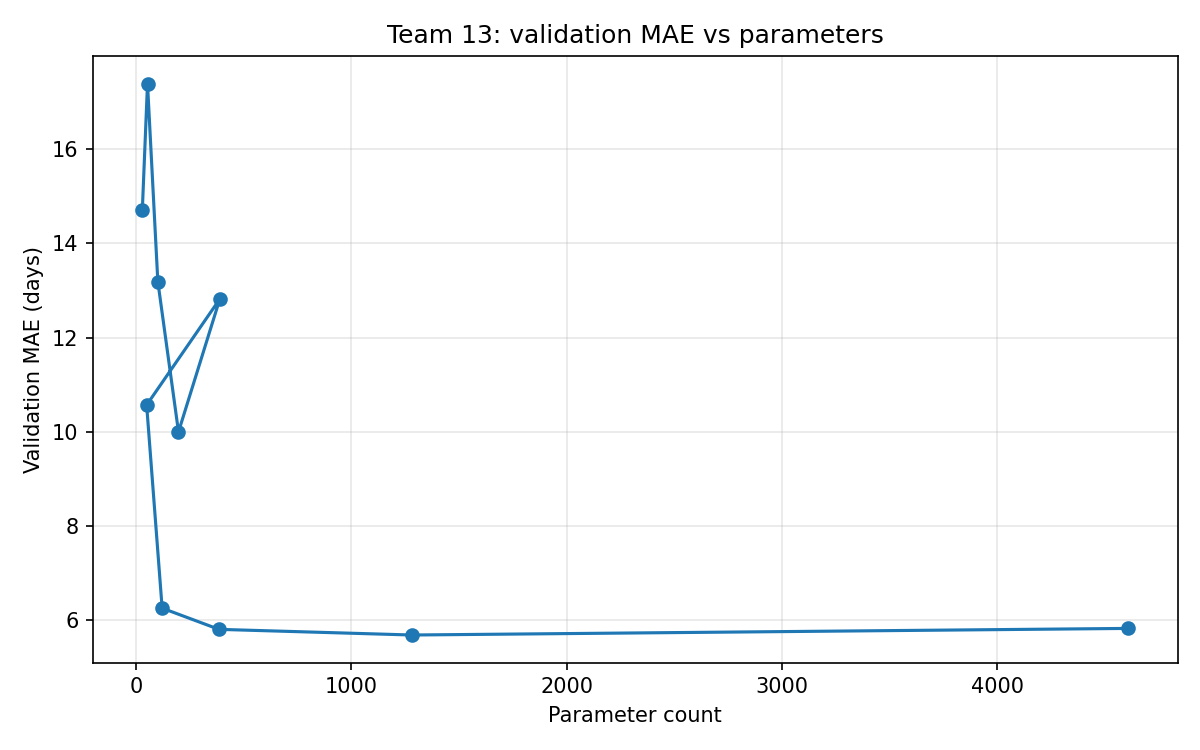 Team 13: validation MAE vs parameters
Validation MAE (days)
16
14
12
10
8
6
0 1000 2000 3000 4000
Parameter count